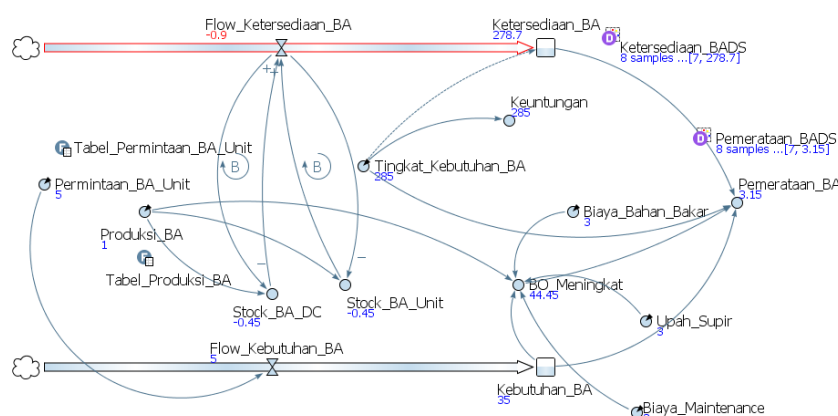 Flow_Ketersediaan_BA
-0.9
Ketersediaan_BA
278.7
D
Ketersediaan_BADS
8 samples ...[7, 278.7]
Keuntungan
285
Tabel_Permintaan_BA_Unit
B
B
D
Pemerataan_BADS
8 samples ...[7, 3.15]
Tingkat_Kebutuhan_BA
285
Permintaan_BA_Unit
5
Pemerataan_BA
3.15
Produksi_BA
1
Biaya_Bahan_Bakar
3
Tabel_Produksi_BA
Stock_BA_DC
-0.45
Stock_BA_Unit
-0.45
BO_Meningkat
44.45
Upah_Supir
3
Flow_Kebutuhan_BA
5
Kebutuhan_BA
35
Biaya_Maintenance